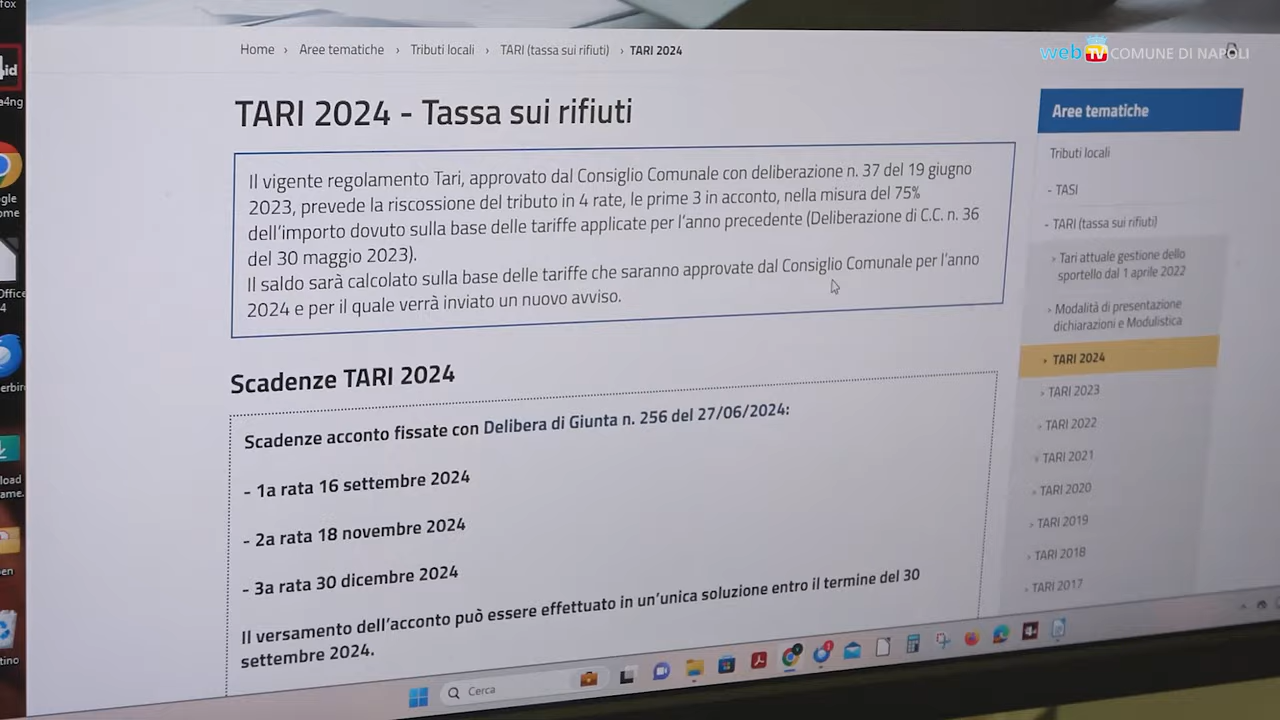 Home › Aree tematiche › Tributi locali › TARI (tassa sui rifiuti) › TARI 2024
web TV COMUNE DI NAPOLI
TARI 2024 - Tassa sui rifiuti
Il vigente regolamento Tari, approvato dal Consiglio Comunale con deliberazione n. 37 del 19 giugno
2023, prevede la riscossione del tributo in 4 rate, le prime 3 in acconto, nella misura del 75%
dell'importo dovuto sulla base delle tariffe applicate per l'anno precedente (Deliberazione di C.C. n. 36
del 30 maggio 2023).
Il saldo sarà calcolato sulla base delle tariffe che saranno approvate dal Consiglio Comunale per l'anno
2024 e per il quale verrà inviato un nuovo avviso.
Scadenze TARI 2024
Scadenze acconto fissate con Delibera di Giunta n. 256 del 27/06/2024:
- 1a rata 16 settembre 2024
- 2a rata 18 novembre 2024
- 3a rata 30 dicembre 2024
Il versamento dell'acconto può essere effettuato in un'unica soluzione entro il termine del 30
settembre 2024.
Aree tematiche
Tributi locali
- TASI
- TARI (tassa sui rifiuti)
› Tari attuale gestione dello
sportello dal 1 aprile 2022
› Modalità di presentazione
dichiarazioni e Modulistica
› TARI 2024
› TARI 2023
› TARI 2022
› TARI 2021
› TARI 2020
› TARI 2019
› TARI 2018
› TARI 2017
Cerca